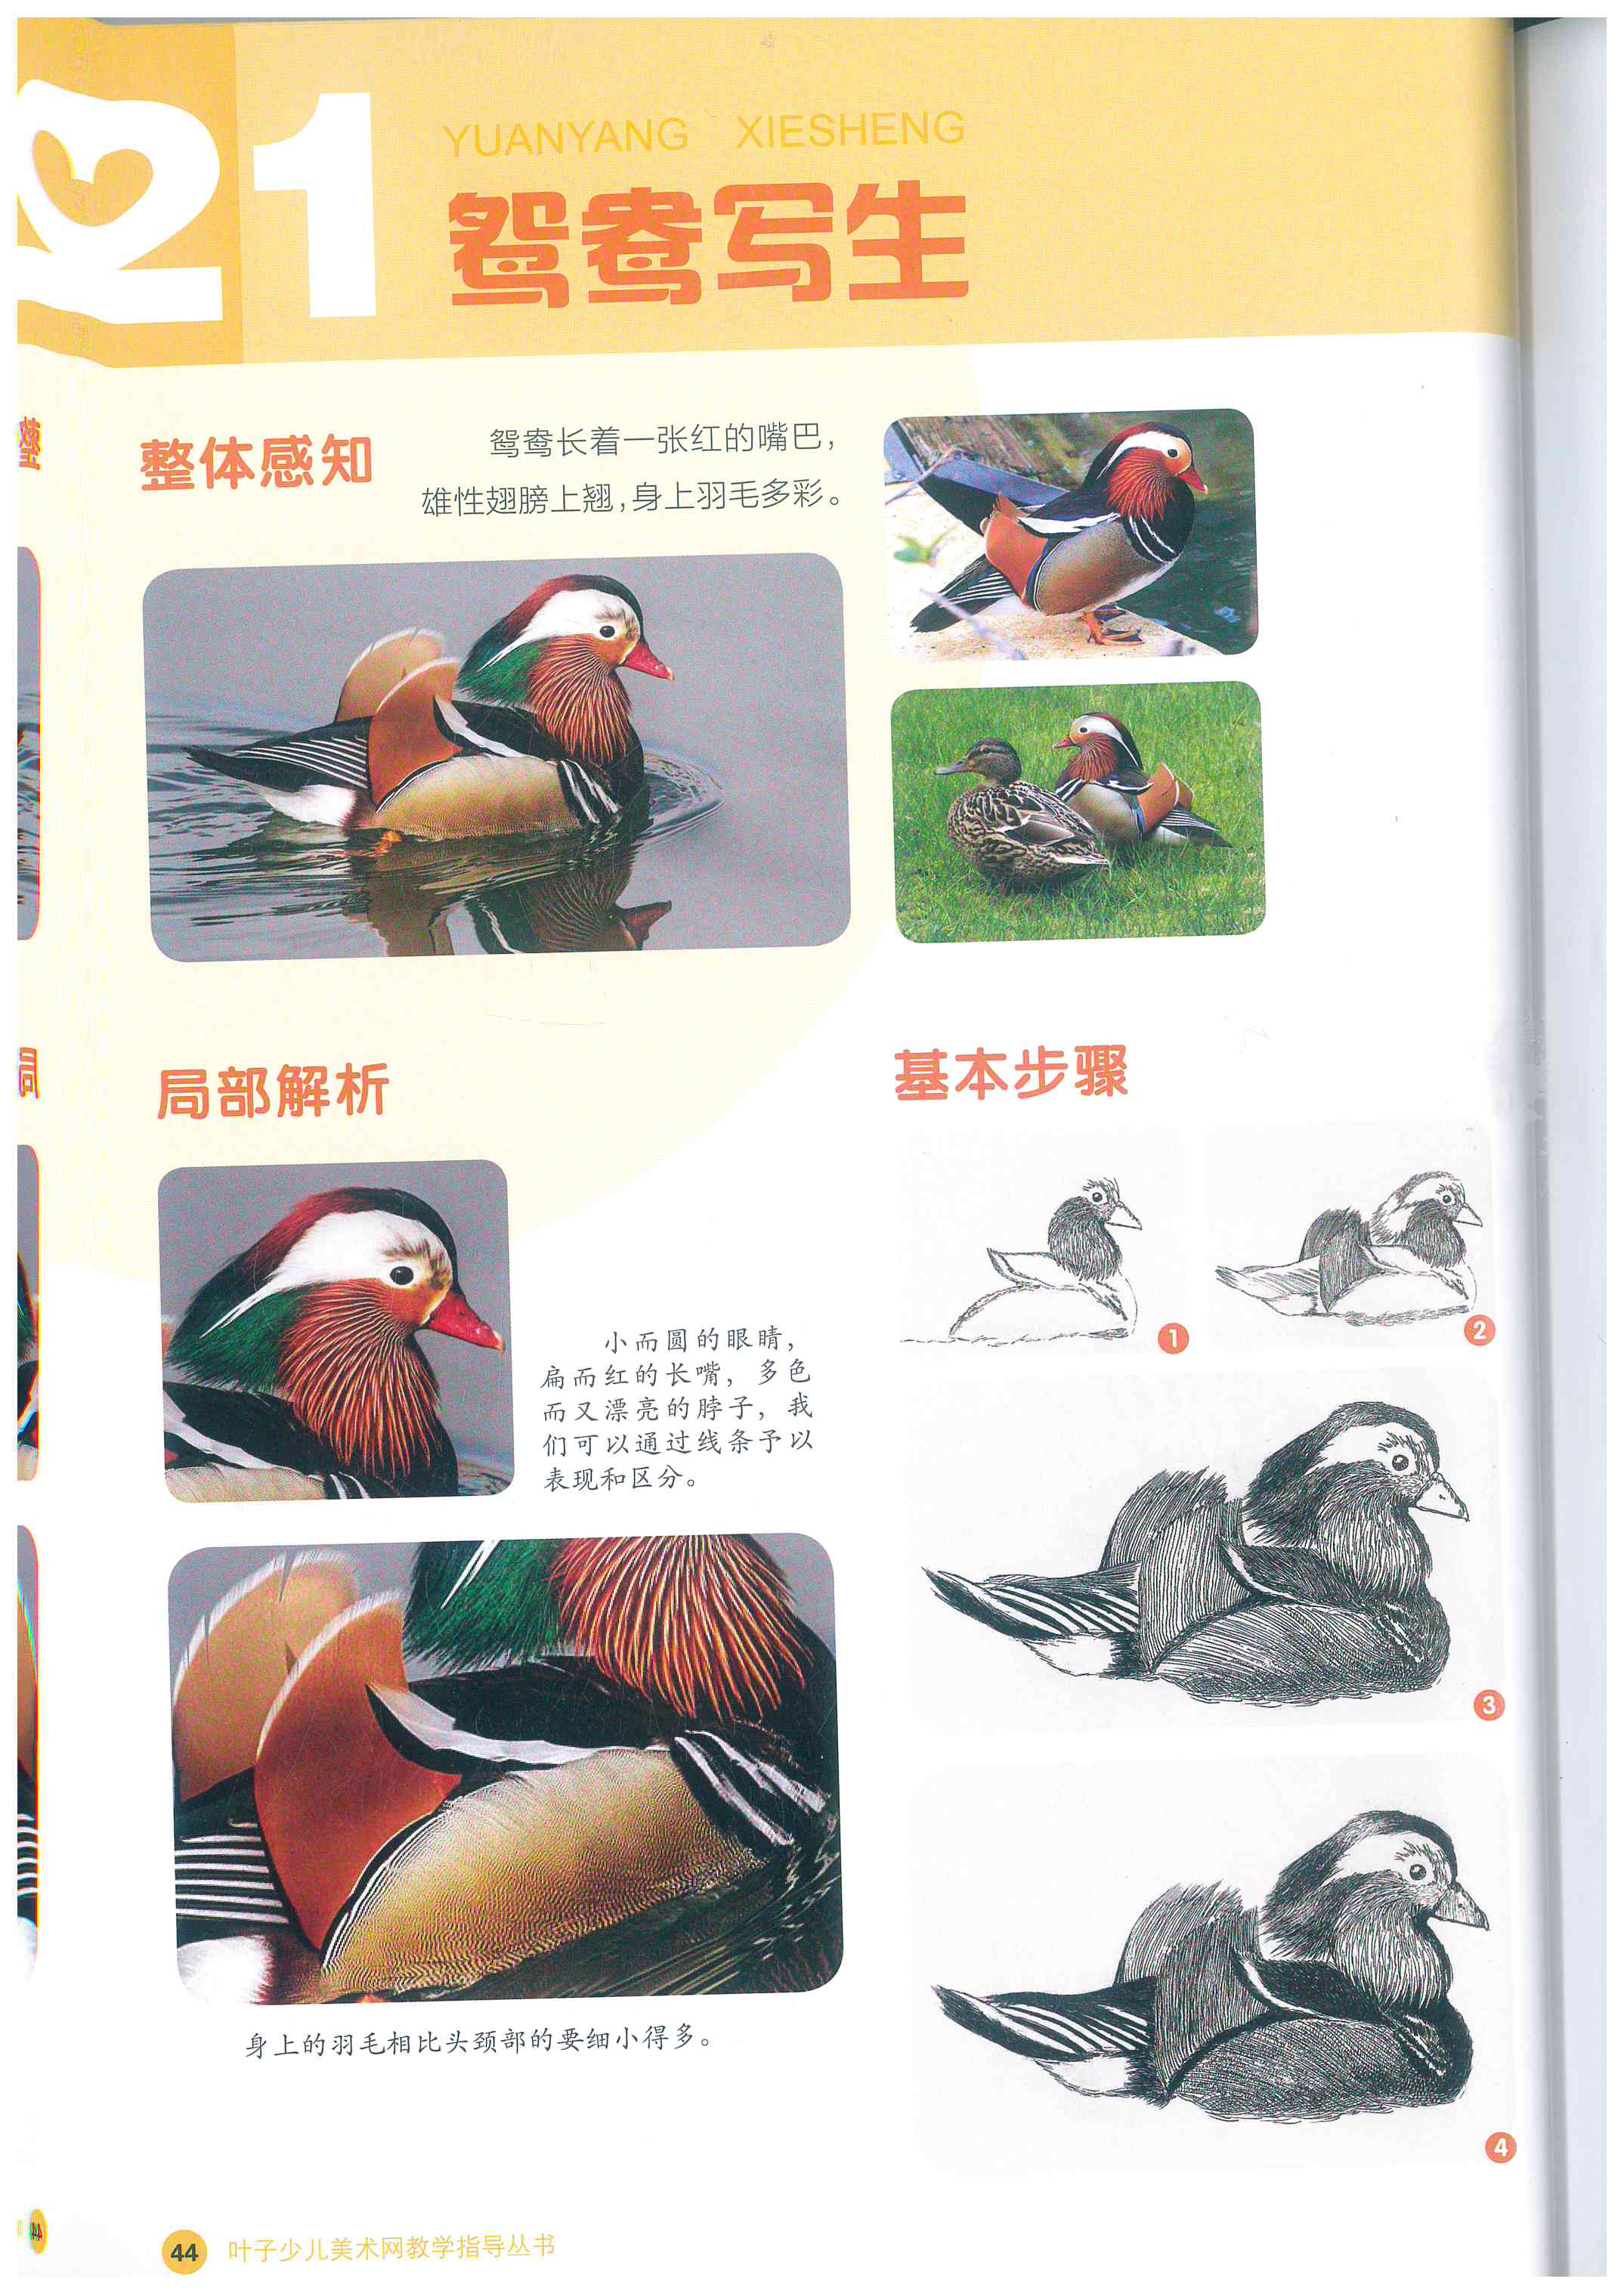 21
YUANYANG XIESHENG
鸳鸯写生
整体感知
鸳鸯长着一张红的嘴巴，
雄性翅膀上翘，身上羽毛多彩。
局部解析
小而圆的眼睛，
扁而红的长嘴，多色
而又漂亮的脖子，我
们可以通过线条予以
表现和区分。
身上的羽毛相比头颈部的要细小得多。
基本步骤
1
2
3
4
44 叶子少儿美术网教学指导丛书